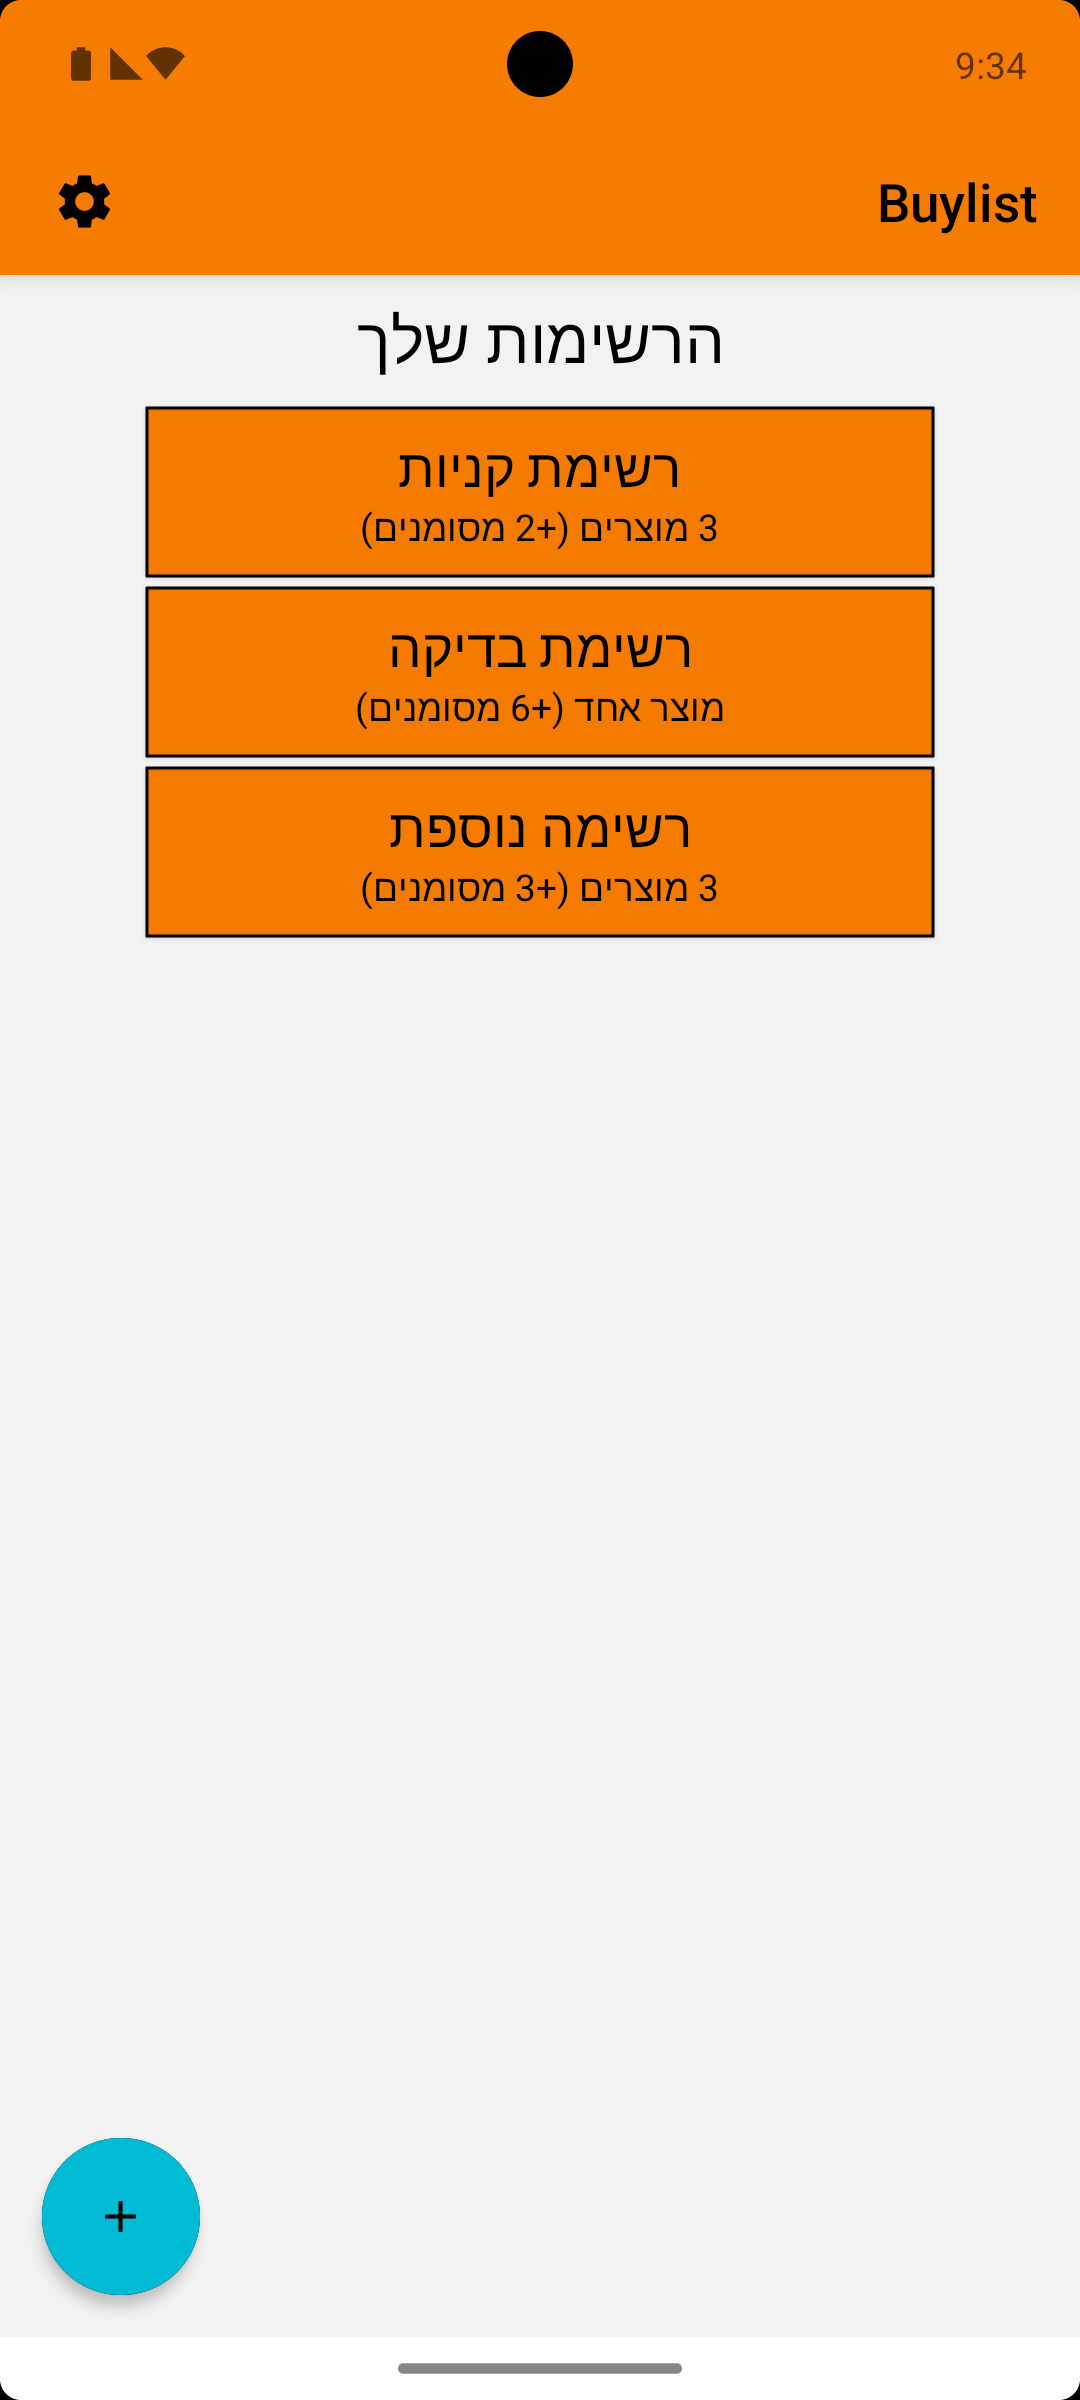 9:34
Buylist
הרשימות שלך
רשימת קניות
3 מוצרים (+2 מסומנים)
רשימת בדיקה
מוצר אחד (+6 מסומנים)
רשימה נוספת
3 מוצרים (+3 מסומנים)